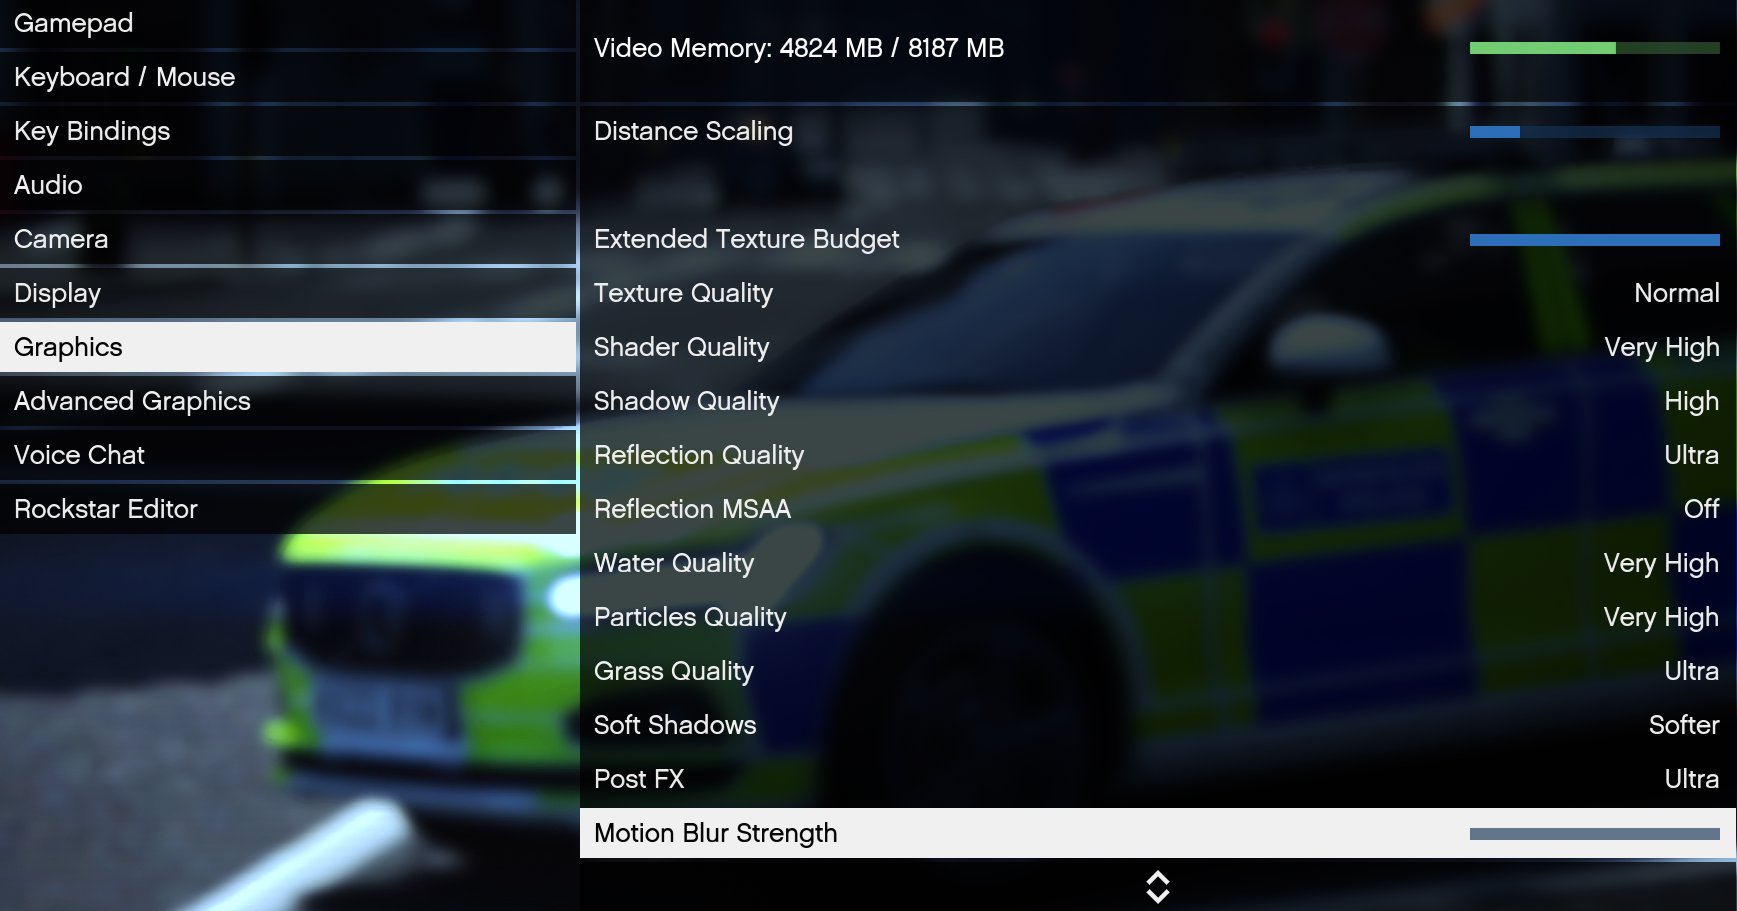 Gamepad
Keyboard / Mouse
Key Bindings
Audio
Camera
Display
Graphics
Advanced Graphics
Voice Chat
Rockstar Editor
Video Memory: 4824 MB / 8187 MB
Distance Scaling
Extended Texture Budget
Texture Quality Normal
Shader Quality Very High
Shadow Quality High
Reflection Quality Ultra
Reflection MSAA Off
Water Quality Very High
Particles Quality Very High
Grass Quality Ultra
Soft Shadows Softer
Post FX Ultra
Motion Blur Strength